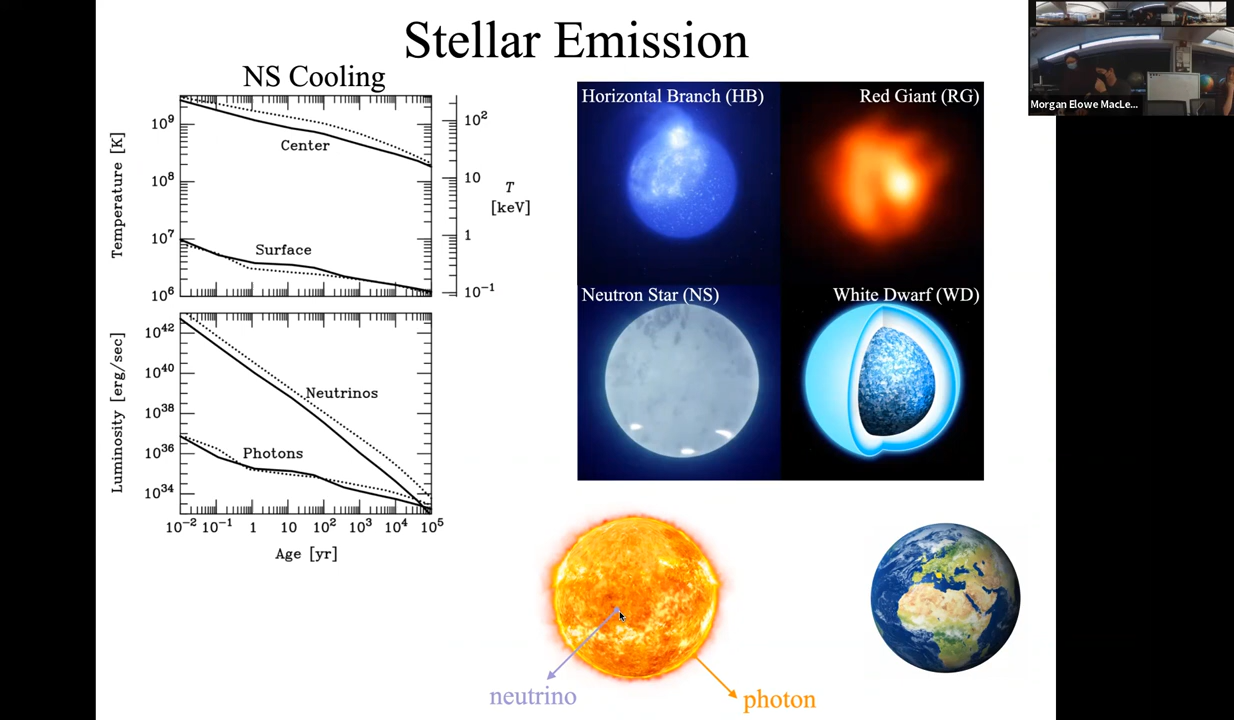 Stellar Emission
NS Cooling
Temperature [K]
10⁹
10⁸
10⁷
10⁶
Center
Surface
10²
10
1
10⁻¹
T
[keV]
Luminosity [erg/sec]
10⁴²
10⁴⁰
10³⁸
10³⁶
10³⁴
Neutrinos
Photons
10⁻² 10⁻¹ 1 10 10² 10³ 10⁴ 10⁵
Age [yr]
Horizontal Branch (HB)
Red Giant (RG)
Neutron Star (NS)
White Dwarf (WD)
neutrino
photon
Morgan Elowe MacLe...